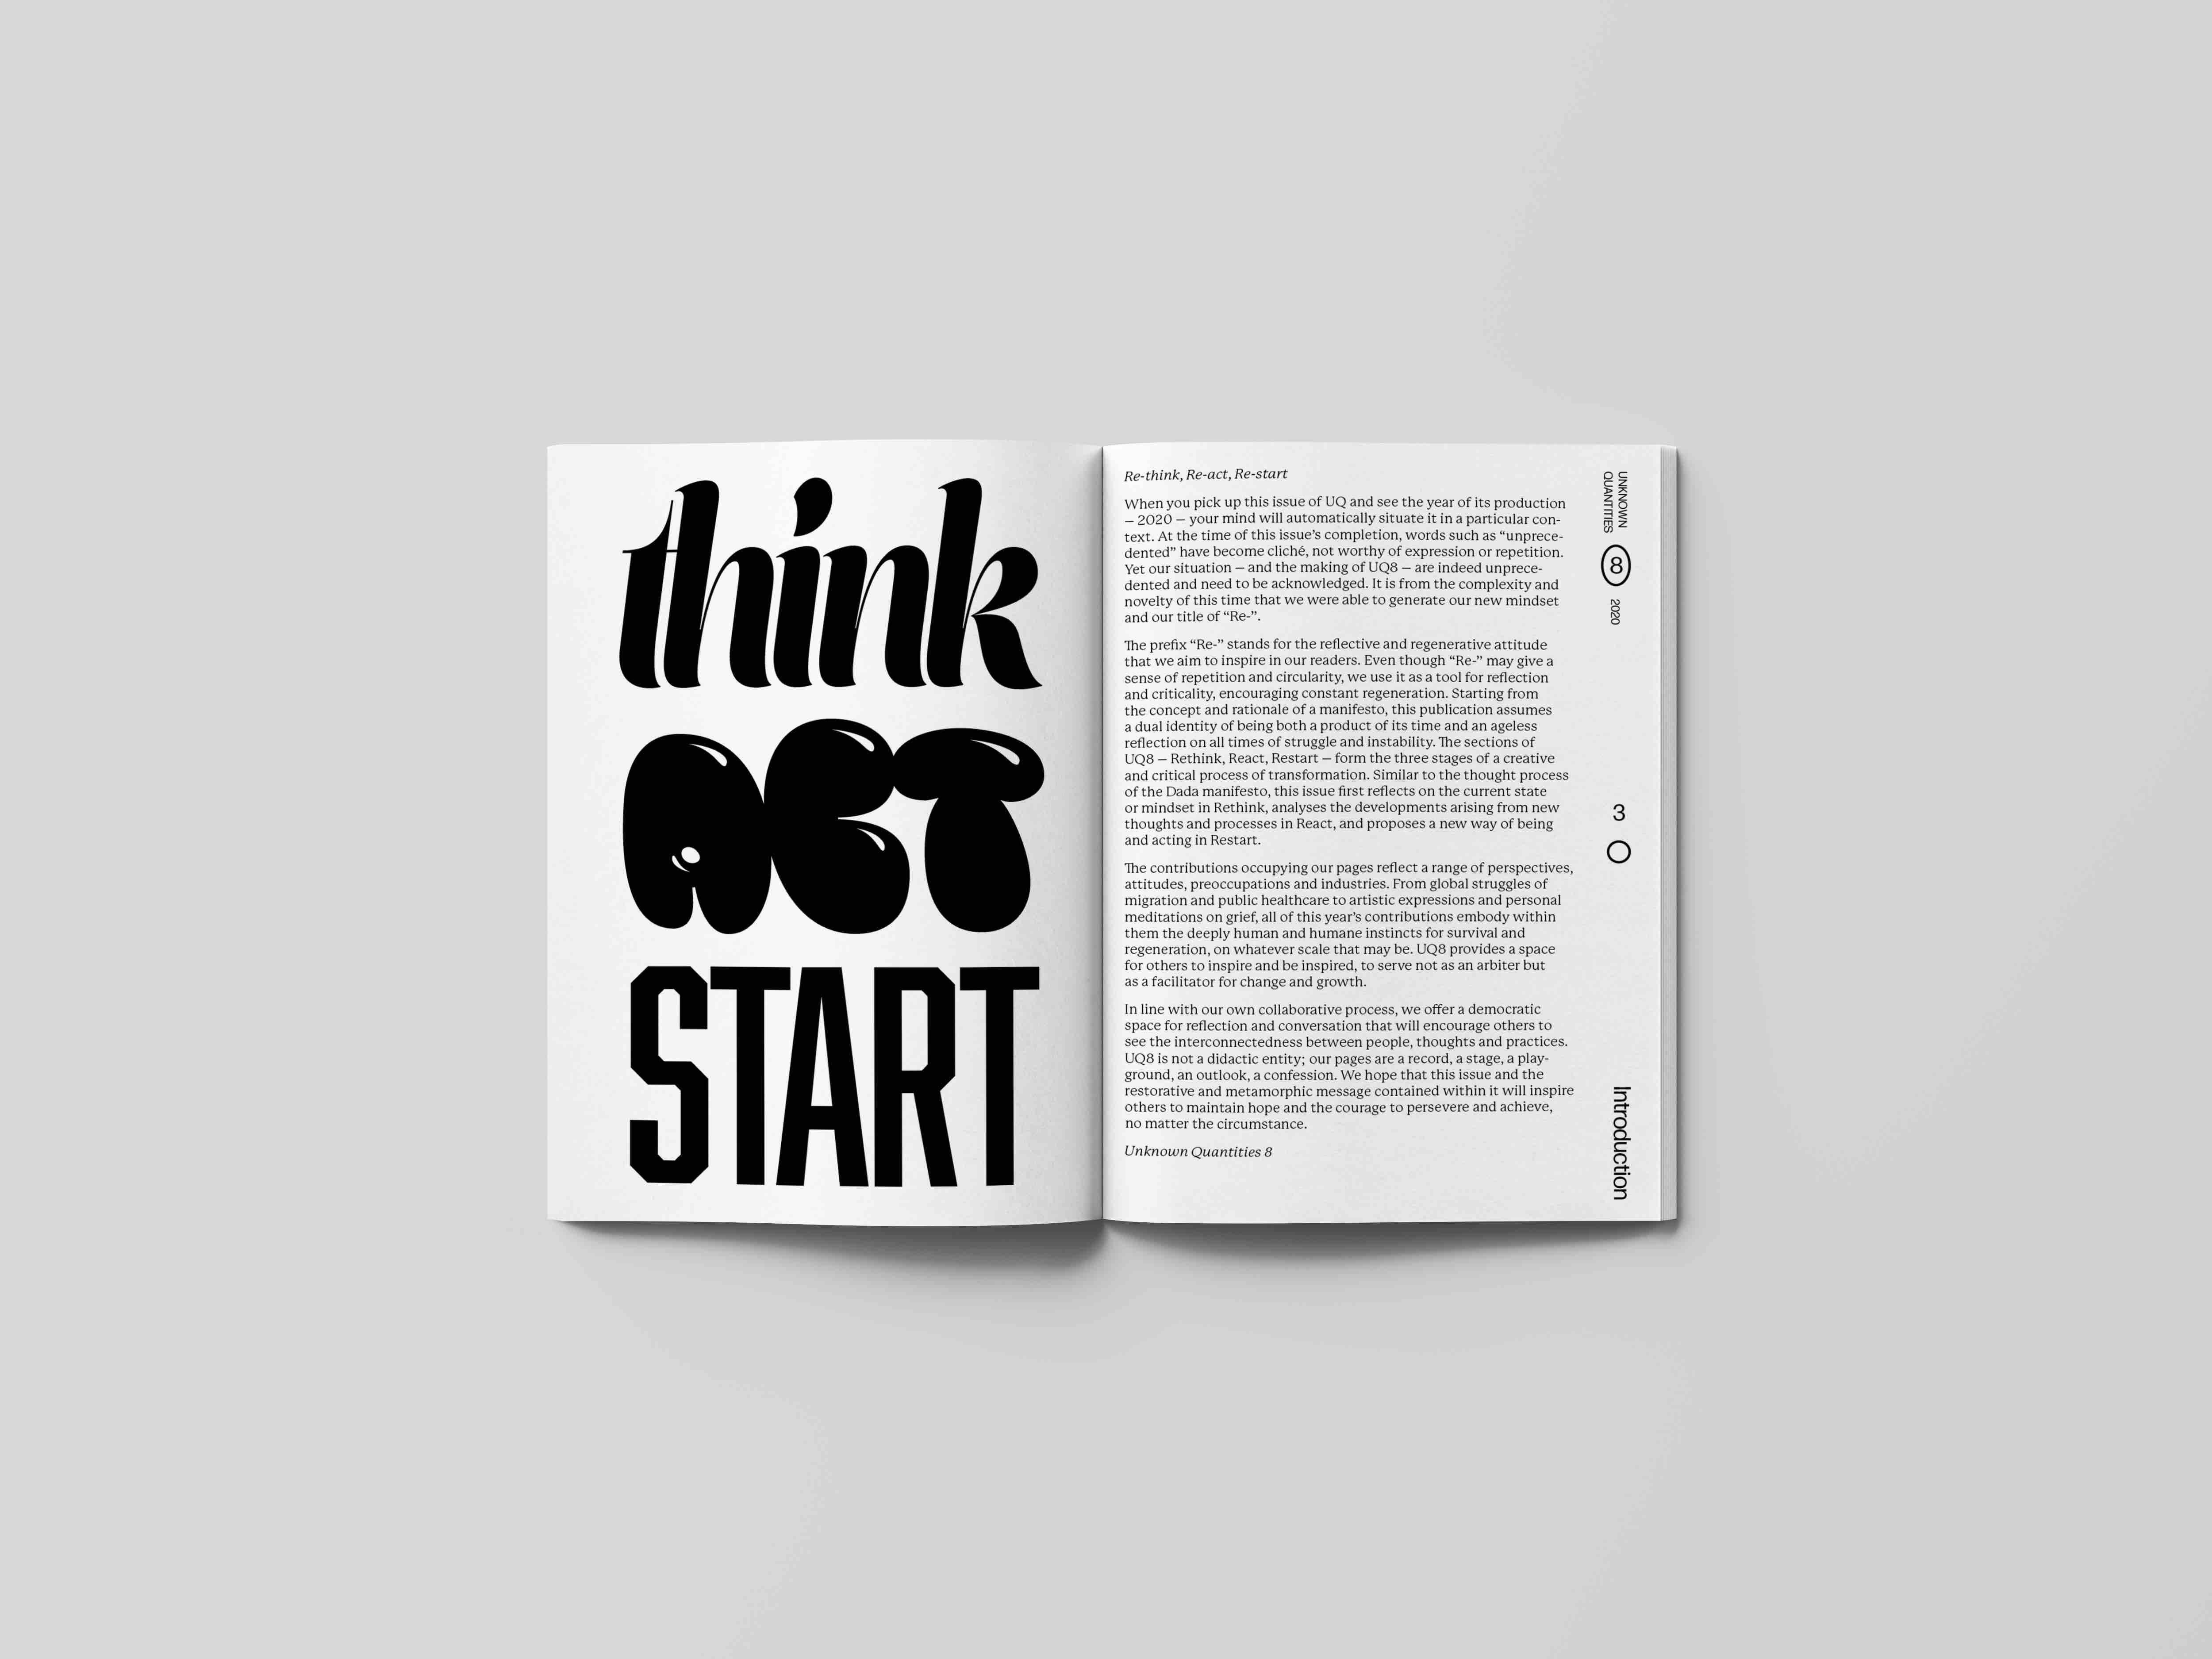 think
ACT
START
Re-think, Re-act, Re-start
When you pick up this issue of UQ and see the year of its production
– 2020 – your mind will automatically situate it in a particular con-
text. At the time of this issue’s completion, words such as “unprece-
dented” have become cliché, not worthy of expression or repetition.
Yet our situation – and the making of UQ8 – are indeed unprece-
dented and need to be acknowledged. It is from the complexity and
novelty of this time that we were able to generate our new mindset
and our title of “Re-”.
The prefix “Re-” stands for the reflective and regenerative attitude
that we aim to inspire in our readers. Even though “Re-” may give a
sense of repetition and circularity, we use it as a tool for reflection
and criticality, encouraging constant regeneration. Starting from
the concept and rationale of a manifesto, this publication assumes
a dual identity of being both a product of its time and an ageless
reflection on all times of struggle and instability. The sections of
UQ8 – Rethink, React, Restart – form the three stages of a creative
and critical process of transformation. Similar to the thought process
of the Dada manifesto, this issue first reflects on the current state
or mindset in Rethink, analyses the developments arising from new
thoughts and processes in React, and proposes a new way of being
and acting in Restart.
The contributions occupying our pages reflect a range of perspectives,
attitudes, preoccupations and industries. From global struggles of
migration and public healthcare to artistic expressions and personal
meditations on grief, all of this year’s contributions embody within
them the deeply human and humane instincts for survival and
regeneration, on whatever scale that may be. UQ8 provides a space
for others to inspire and be inspired, to serve not as an arbiter but
as a facilitator for change and growth.
In line with our own collaborative process, we offer a democratic
space for reflection and conversation that will encourage others to
see the interconnectedness between people, thoughts and practices.
UQ8 is not a didactic entity; our pages are a record, a stage, a play-
ground, an outlook, a confession. We hope that this issue and the
restorative and metamorphic message contained within it will inspire
others to maintain hope and the courage to persevere and achieve,
no matter the circumstance.
Unknown Quantities 8
UNKNOWN
QUANTITIES
8
2020
3
Introduction